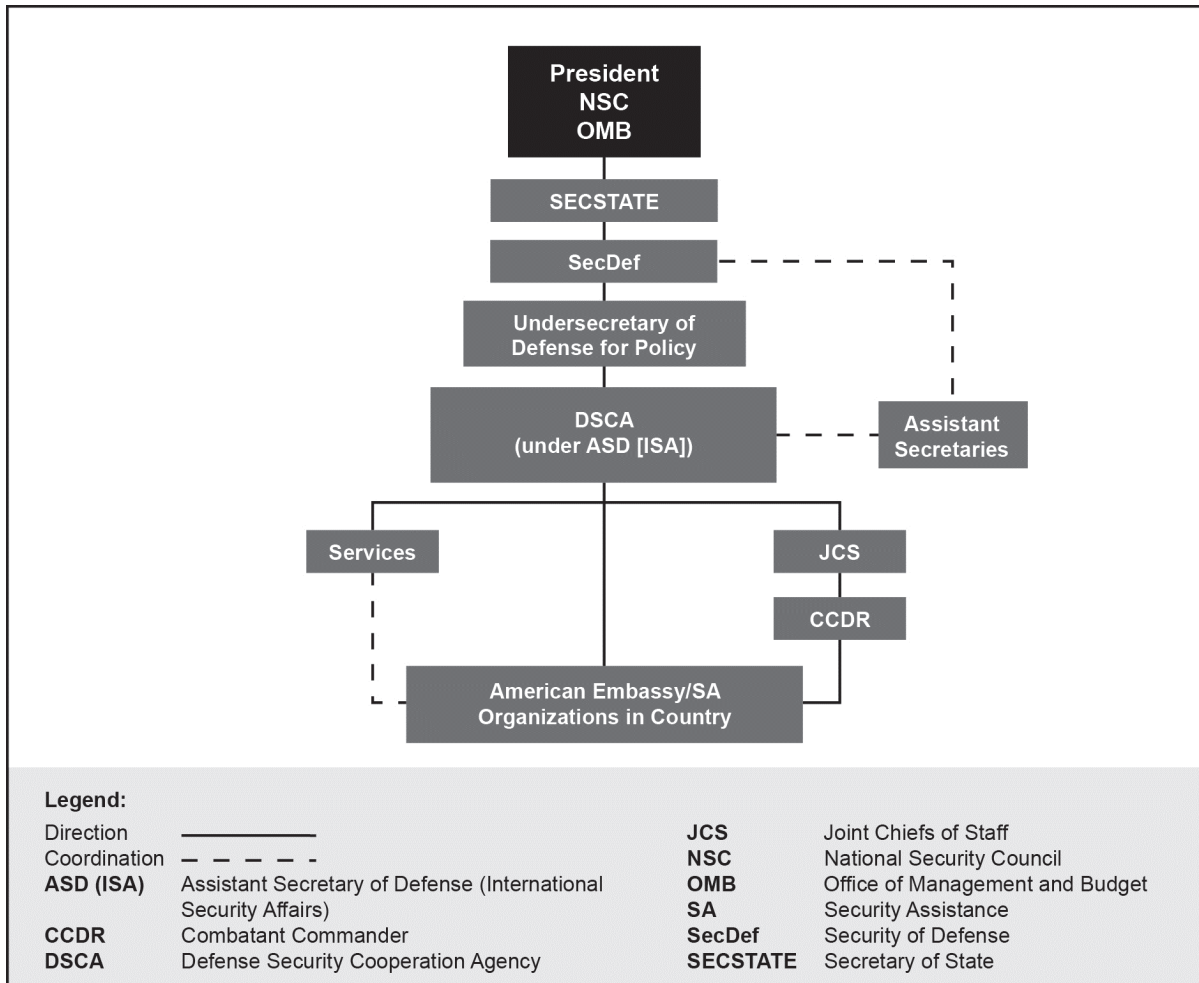 President
NSC
OMB
SECSTATE
SecDef
Undersecretary of
Defense for Policy
DSCA
(under ASD [ISA])
Assistant
Secretaries
Services
JCS
CCDR
American Embassy/SA
Organizations in Country
Legend:
Direction
Coordination
ASD (ISA) Assistant Secretary of Defense (International
Security Affairs)
CCDR Combatant Commander
DSCA Defense Security Cooperation Agency
JCS Joint Chiefs of Staff
NSC National Security Council
OMB Office of Management and Budget
SA Security Assistance
SecDef Security of Defense
SECSTATE Secretary of State